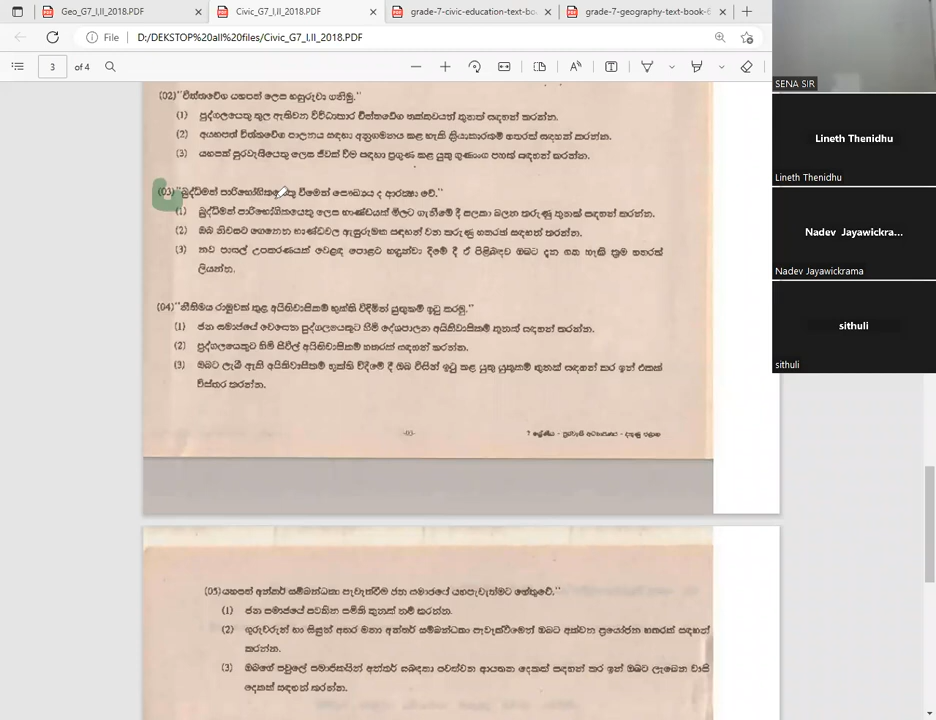 Geo_G7_I,II_2018.PDF
Civic_G7_I,II_2018.PDF
grade-7-civic-education-text-bo
grade-7-geography-text-book-6
File
D:/DEKSTOP%20all%20files/Civic_G7_I,II_2018.PDF
3 of 4
(02) "චිත්තවේග යහපත් ලෙස හසුරුවා ගනිමු."
(1) පුද්ගලයෙකු තුල ඇතිවන විවිධාකාර චිත්තවේග තත්වයන් තුනක් සඳහන් කරන්න.
(2) අයහපත් චිත්තවේග පාලනය සඳහා අනුගමනය කළ හැකි ක්‍රියාකාරකම් හතරක් සඳහන් කරන්න.
(3) යහපත් පුරවැසියෙකු ලෙස ජීවත් වීම සඳහා පුගුණ කළ යුතු ගුණාංග පහක් සඳහන් කරන්න.
(03) "බුද්ධිමත් පාරිභෝගිකයෙකු වීමෙන් සෞඛ්‍යය ද ආරක්‍ෂා වේ."
(1) බුද්ධිමත් පාරිභෝගිකයෙකු ලෙස භාණ්ඩයක් මිලට ගැනීමේ දී සලකා බලන කරුණු තුනක් සඳහන් කරන්න.
(2) ඔබ නිවසට ගෙනෙන භාණ්ඩවල ඇසුරුමක සඳහන් වන කරුණු හතරක් සඳහන් කරන්න.
(3) නව පාසල් උපකරණයක් වෙළඳ පොළට හඳුන්වා දීමේ දී ඒ පිළිබඳව ඔබට දැන ගත හැකි ක්‍රම හතරක්
ලියන්න.
(04) "නීතිමය රාමුවක් තුළ අයිතිවාසිකම් භුක්ති විඳිමින් යුතුකම් ඉටු කරමු."
(1) ජන සමාජයේ වෙසෙන පුද්ගලයෙකුට හිමි දේශපාලන අයිතිවාසිකම් තුනක් සඳහන් කරන්න.
(2) පුද්ගලයෙකුට හිමි සිවිල් අයිතිවාසිකම් හතරක් සඳහන් කරන්න.
(3) ඔබට ලැබී ඇති අයිතිවාසිකම් භුක්ති විඳීමේ දී ඔබ විසින් ඉටු කළ යුතු යුතුකම් තුනක් සඳහන් කර ඉන් එකක්
විස්තර කරන්න.
-03-
7 ශ්‍රේණිය - පුරවැසි අධ්‍යාපනය - දකුණු පළාත
(05) යහපත් අන්තර් සම්බන්ධතා පැවැත්වීම ජන සමාජයේ යහපැවැත්මට හේතුවේ."
(1) ජන සමාජයේ පවතින සමිති තුනක් නම් කරන්න.
(2) ගුරුවරුන් හා සිසුන් අතර මනා අන්තර් සම්බන්ධතා පැවැත්වීමෙන් ඔබට අත්වන ප්‍රයෝජන හතරක් සඳහන්
කරන්න.
(3) ඔබගේ පවුලේ සමාජිකයින් අන්තර් සබඳතා පවත්වන ආයතන දෙකක් සඳහන් කර ඉන් ඔබට ලැබෙන වාසි
දෙකක් සඳහන් කරන්න.
SENA SIR
Lineth Thenidhu
Lineth Thenidhu
Nadev Jayawickra...
Nadev Jayawickrama
sithuli
sithuli